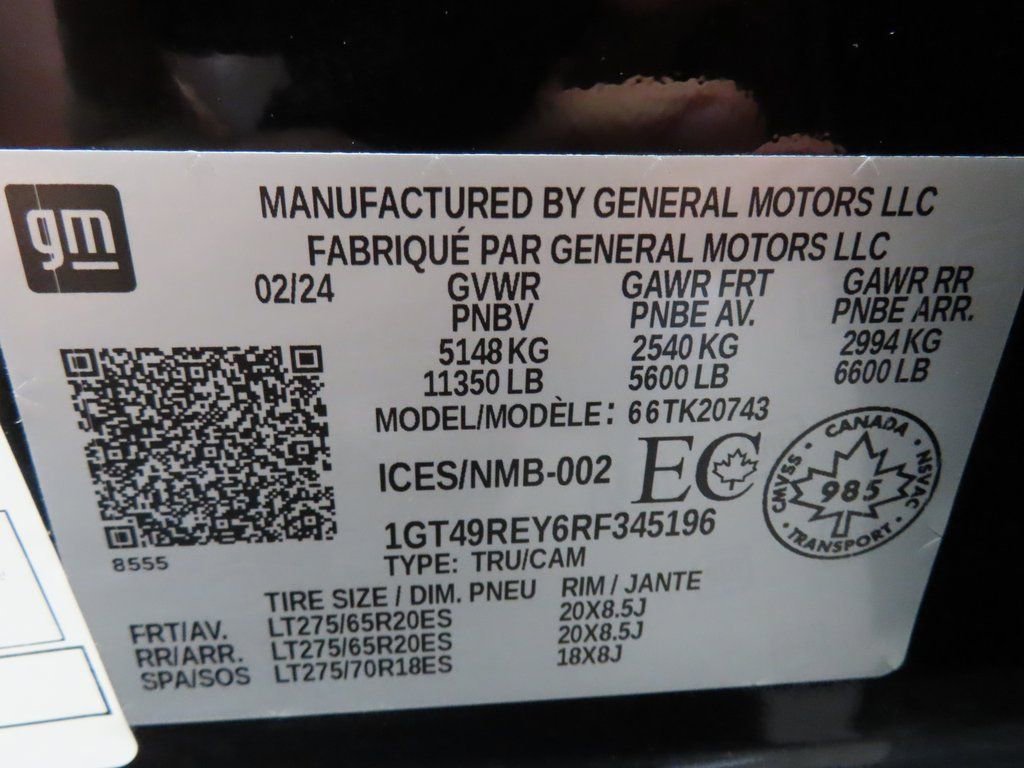 gm
MANUFACTURED BY GENERAL MOTORS LLC
FABRIQUÉ PAR GENERAL MOTORS LLC
02/24 GVWR GAWR FRT GAWR RR
PNBV PNBE AV. PNBE ARR.
5148 KG 2540 KG 2994 KG
11350 LB 5600 LB 6600 LB
MODEL/MODÈLE: 66TK20743
ICES/NMB-002 EC
CANADA
CMVSS 985 NSVAC
TRANSPORT
1GT49REY6RF345196
8555
TYPE: TRU/CAM
TIRE SIZE / DIM. PNEU RIM / JANTE
FRT/AV. LT275/65R20ES 20X8.5J
RR/ARR. LT275/65R20ES 20X8.5J
SPA/SOS LT275/70R18ES 18X8J